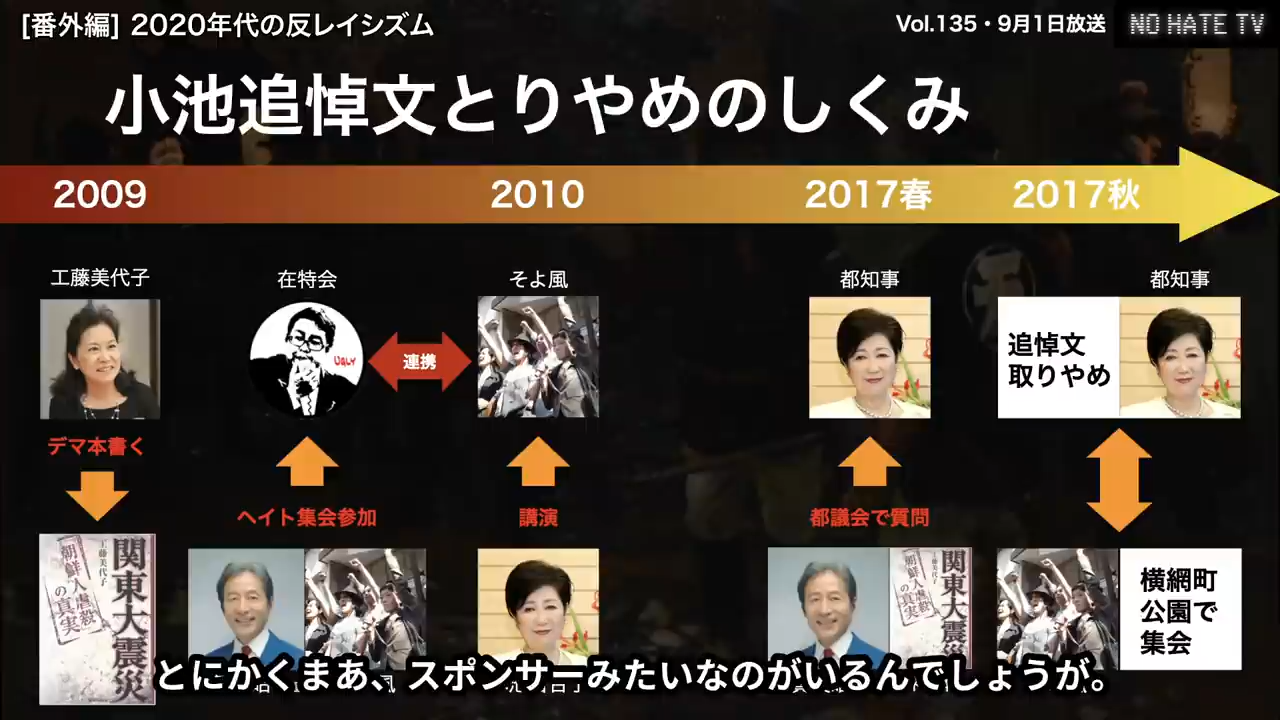 [番外編] 2020年代の反レイシズム
Vol.135・9月1日放送
NO HATE TV
小池追悼文とりやめのしくみ
2009
2010
2017春
2017秋
工藤美代子
在特会
そよ風
都知事
都知事
UGLY
連携
追悼文
取りやめ
デマ本書く
ヘイト集会参加
講演
都議会で質問
関東大震災
工藤美代子
「朝鮮人虐殺」
の真実
関東大震災
工藤美代子
「朝鮮人虐殺」
の真実
横網町
公園で
集会
とにかくまあ、スポンサーみたいなのがいるんでしょうが。